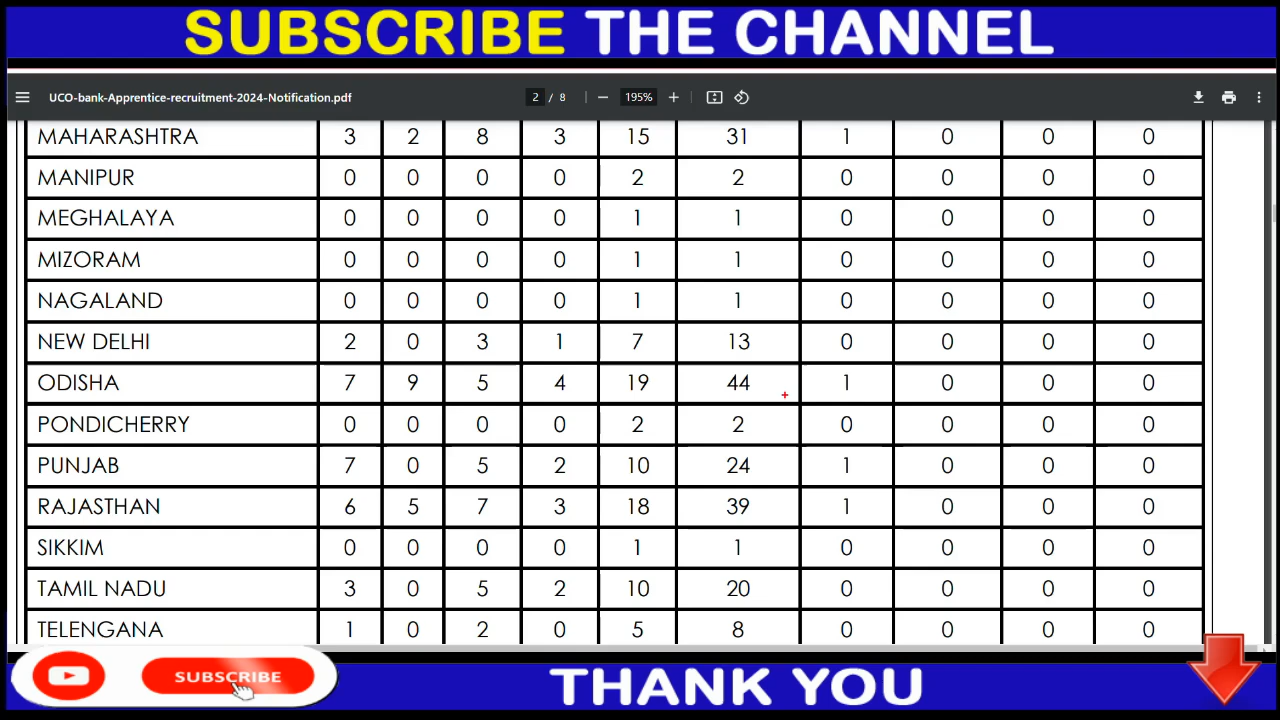 SUBSCRIBE THE CHANNEL
UCO-bank-Apprentice-recruitment-2024-Notification.pdf 2 / 8 195%
MAHARASHTRA 3 2 8 3 15 31 1 0 0 0
MANIPUR 0 0 0 0 2 2 0 0 0 0
MEGHALAYA 0 0 0 0 1 1 0 0 0 0
MIZORAM 0 0 0 0 1 1 0 0 0 0
NAGALAND 0 0 0 0 1 1 0 0 0 0
NEW DELHI 2 0 3 1 7 13 0 0 0 0
ODISHA 7 9 5 4 19 44 1 0 0 0
PONDICHERRY 0 0 0 0 2 2 0 0 0 0
PUNJAB 7 0 5 2 10 24 1 0 0 0
RAJASTHAN 6 5 7 3 18 39 1 0 0 0
SIKKIM 0 0 0 0 1 1 0 0 0 0
TAMIL NADU 3 0 5 2 10 20 0 0 0 0
TELENGANA 1 0 2 0 5 8 0 0 0 0
SUBSCRIBE
THANK YOU